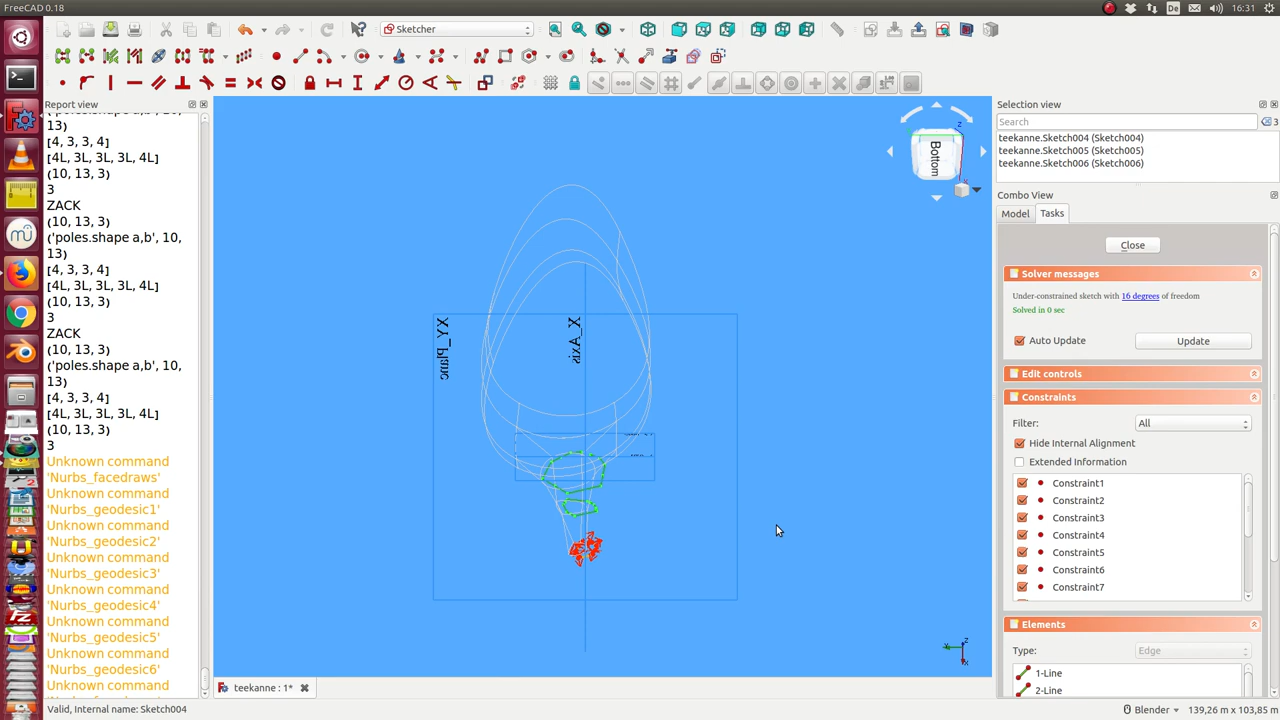 FreeCAD 0.18
De
16:31
Sketcher
Report view
('poles.shape a,b', 10,
13)
[4, 3, 3, 4]
[4L, 3L, 3L, 3L, 4L]
(10, 13, 3)
3
ZACK
(10, 13, 3)
('poles.shape a,b', 10,
13)
[4, 3, 3, 4]
[4L, 3L, 3L, 3L, 4L]
(10, 13, 3)
3
ZACK
(10, 13, 3)
('poles.shape a,b', 10,
13)
[4, 3, 3, 4]
[4L, 3L, 3L, 3L, 4L]
(10, 13, 3)
3
Unknown command
'Nurbs_facedraws'
Unknown command
'Nurbs_geodesic1'
Unknown command
'Nurbs_geodesic2'
Unknown command
'Nurbs_geodesic3'
Unknown command
'Nurbs_geodesic4'
Unknown command
'Nurbs_geodesic5'
Unknown command
'Nurbs_geodesic6'
Unknown command
XY_plane
X_Axis
Bottom
z
teekanne : 1*
Selection view
Search
3
teekanne.Sketch004 (Sketch004)
teekanne.Sketch005 (Sketch005)
teekanne.Sketch006 (Sketch006)
Combo View
Model
Tasks
Close
Solver messages
Under-constrained sketch with 16 degrees of freedom
Solved in 0 sec
Auto Update
Update
Edit controls
Constraints
Filter:
All
Hide Internal Alignment
Extended Information
Constraint1
Constraint2
Constraint3
Constraint4
Constraint5
Constraint6
Constraint7
Elements
Type:
Edge
1-Line
2-Line
Valid, Internal name: Sketch004
Blender
139,26 m x 103,85 m